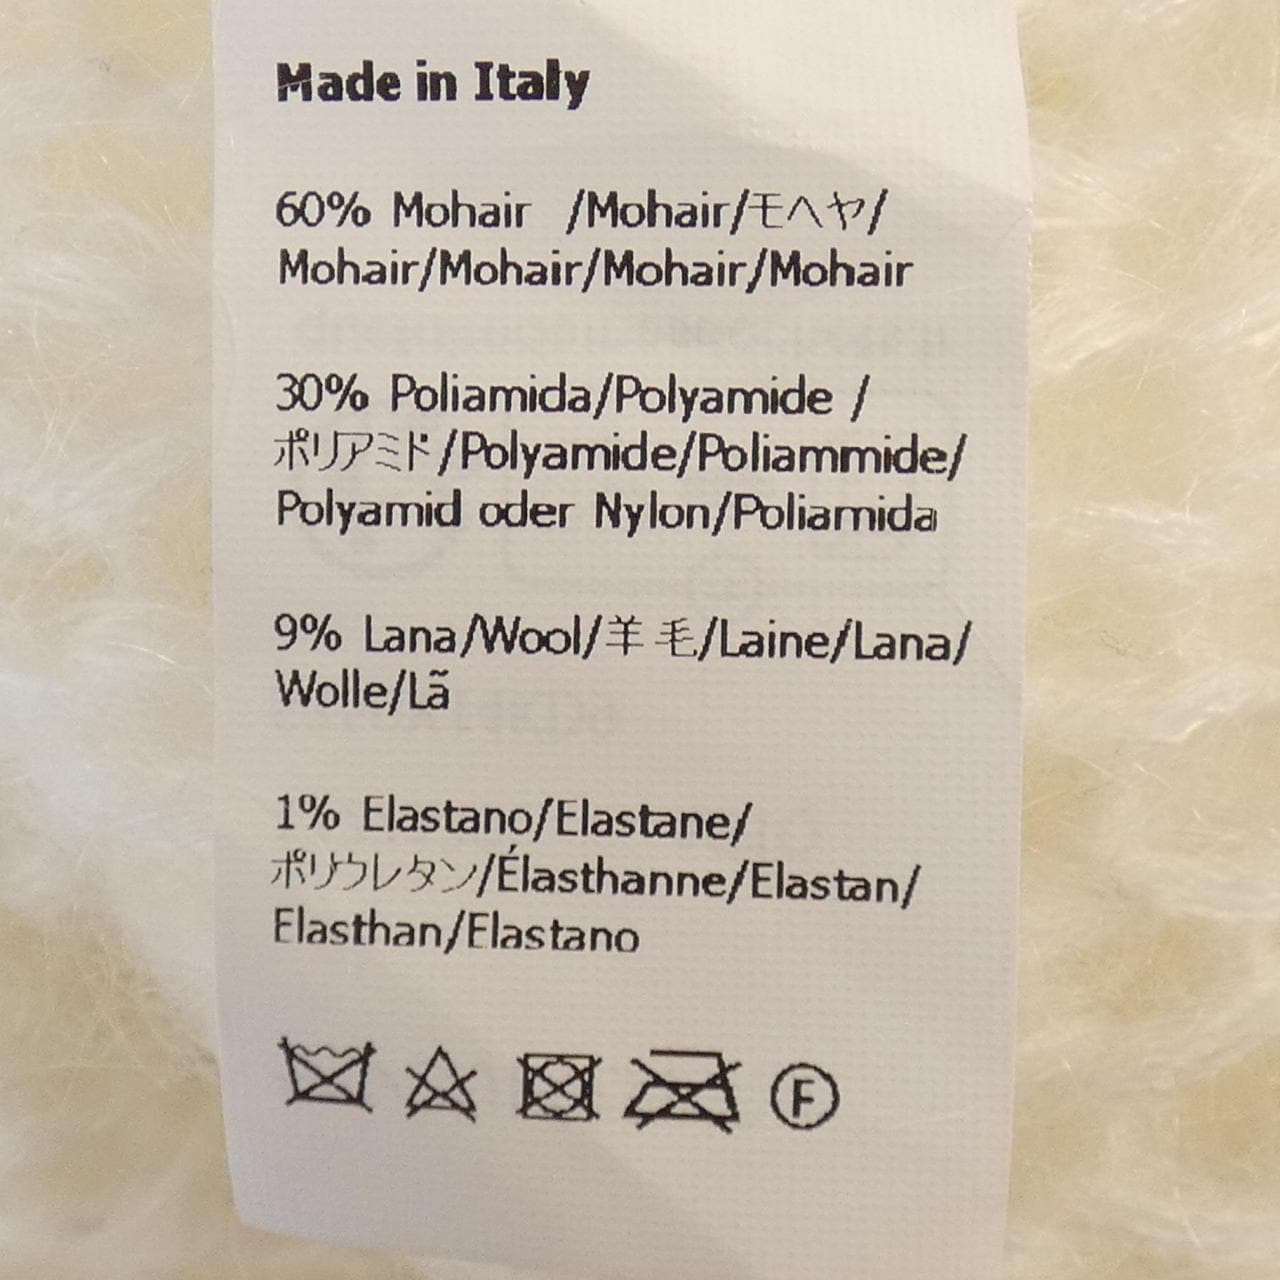 Made in Italy
60% Mohair /Mohair/モヘヤ/
Mohair/Mohair/Mohair/Mohair
30% Poliamida/Polyamide /
ポリアミド/Polyamide/Poliammide/
Polyamid oder Nylon/Poliamida
9% Lana/Wool/羊毛/Laine/Lana/
Wolle/Lã
1% Elastano/Elastane/
ポリウレタン/Élasthanne/Elastan/
Elasthan/Elastano
F